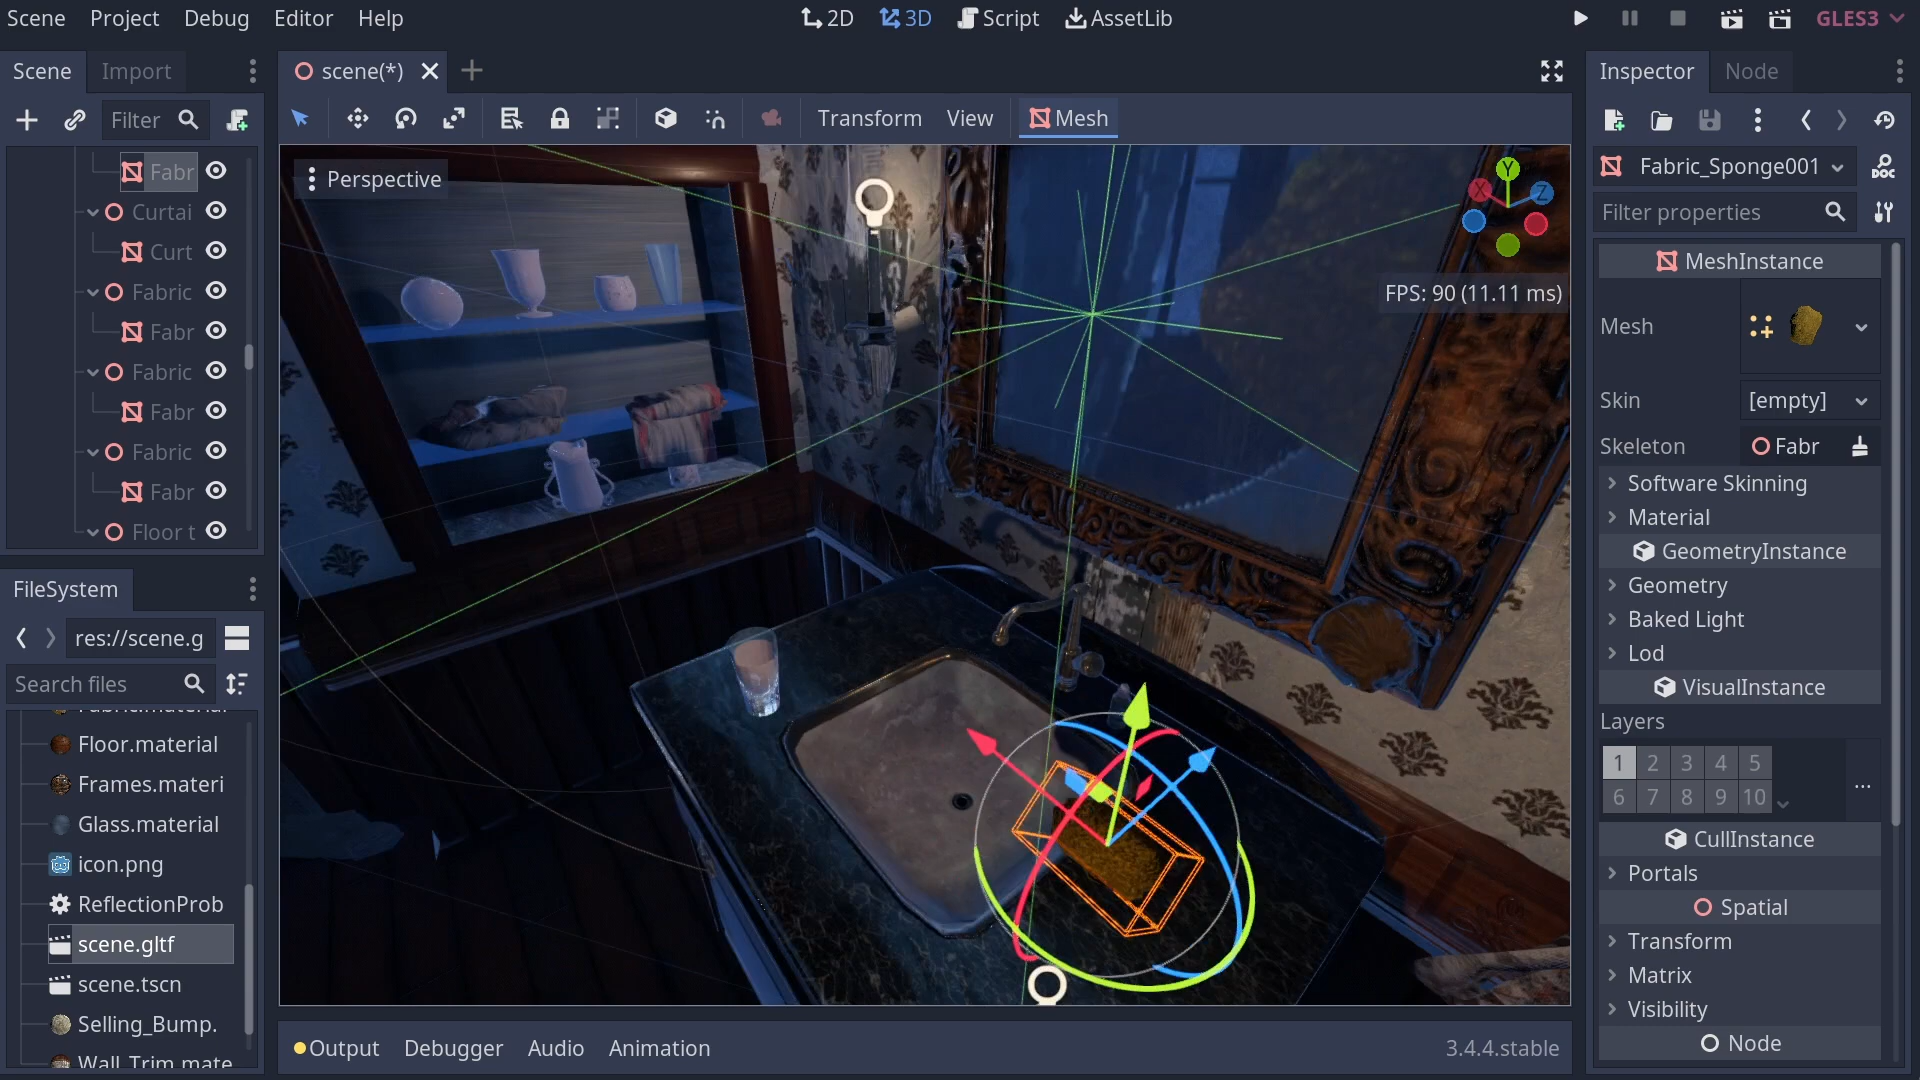 Scene Project Debug Editor Help
2D 3D Script AssetLib
GLES3
Scene Import
scene(*)
Inspector Node
Filter
Transform View Mesh
Fabr
Curtai
Curt
Fabric
Fabr
Fabric
Fabr
Fabric
Fabr
Floor t
FileSystem
res://scene.g
Search files
Floor.material
Frames.materi
Glass.material
icon.png
ReflectionProb
scene.gltf
scene.tscn
Selling_Bump.
Wall_Trim.mate
Perspective
Y
X
Z
FPS: 90 (11.11 ms)
Output Debugger Audio Animation
3.4.4.stable
Fabric_Sponge001
DOC
Filter properties
MeshInstance
Mesh
Skin [empty]
Skeleton Fabr
Software Skinning
Material
GeometryInstance
Geometry
Baked Light
Lod
VisualInstance
Layers
1 2 3 4 5
6 7 8 9 10
...
CullInstance
Portals
Spatial
Transform
Matrix
Visibility
Node